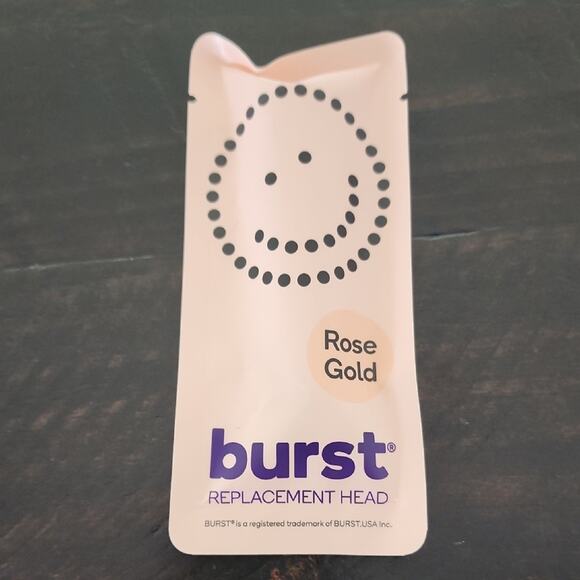 Rose
Gold
burst®
REPLACEMENT HEAD
BURST® is a registered trademark of BURST.USA Inc.